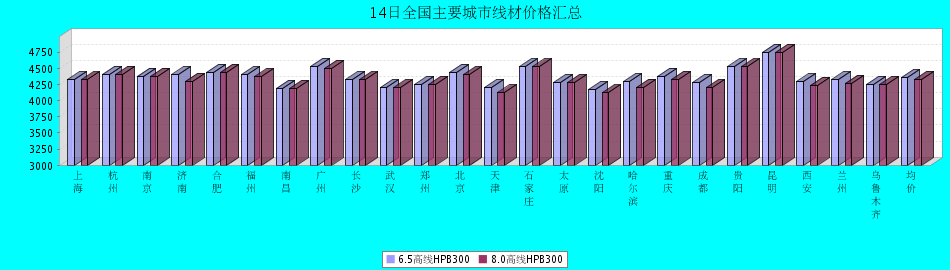 14日全国主要城市线材价格汇总
4750
4500
4250
4000
3750
3500
3250
3000
上海
杭州
南京
济南
合肥
福州
南昌
广州
长沙
武汉
郑州
北京
天津
石家庄
太原
沈阳
哈尔滨
重庆
成都
贵阳
昆明
西安
兰州
乌鲁木齐
均价
6.5高线HPB300 8.0高线HPB300